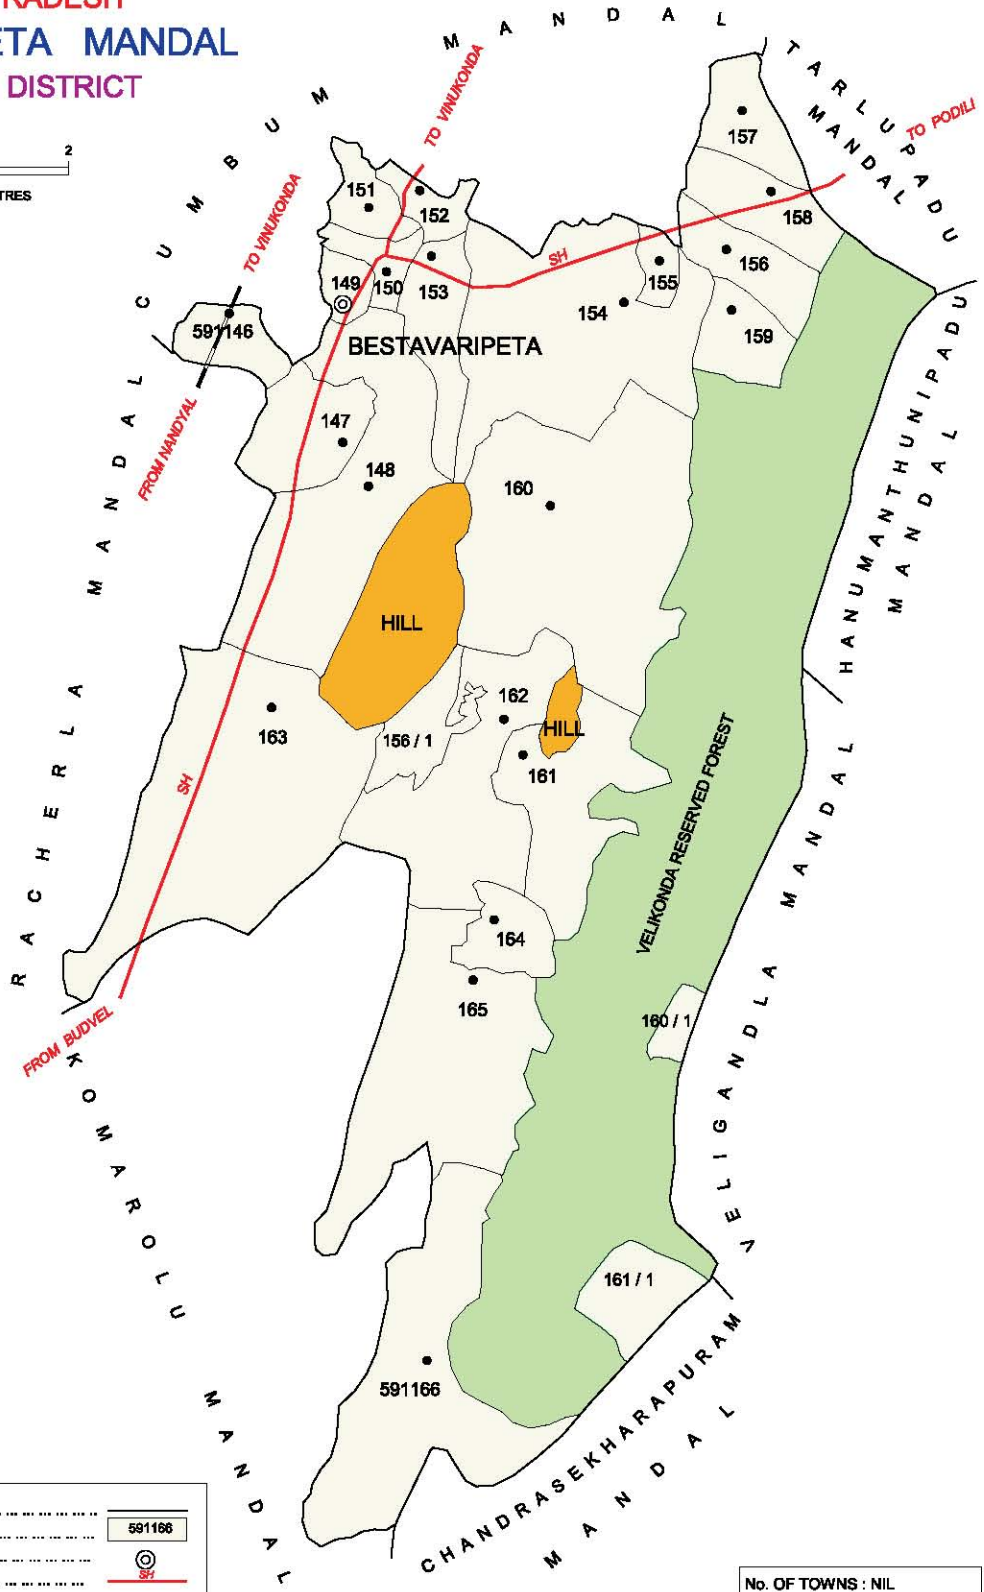 RADESH
ETA MANDAL
DISTRICT
2
TRES
CUMBUM MANDAL
TARLUPADU
MANDAL
TO VINUKONDA
TO PODILI
TO VINUKONDA
157
151
152
158
SH
156
149
150
153
155
154
591146
159
BESTAVARIPETA
FROM NANDYAL
147
148
160
HANUMANTHUNIPADU
MANDAL
HILL
162
HILL
163
156 / 1
161
SH
VELIKONDA RESERVED FOREST
RACHERLA MANDAL
164
165
160 / 1
FROM BUDVEL
VELIGANDLA MANDAL
KOMAROLU MANDAL
161 / 1
591166
CHANDRASEKHARAPURAM
MANDAL
591166
SH
No. OF TOWNS : NIL